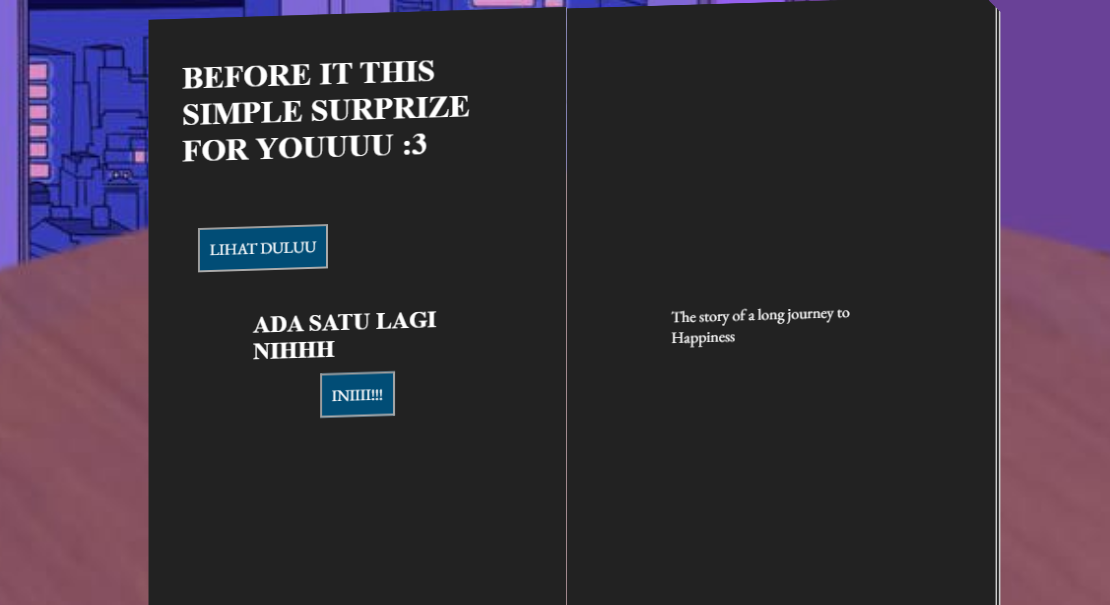 BEFORE IT THIS
SIMPLE SURPRIZE
FOR YOUUUU :3
LIHAT DULUU
ADA SATU LAGI
NIHHH
INIIII!!!
The story of a long journey to
Happiness